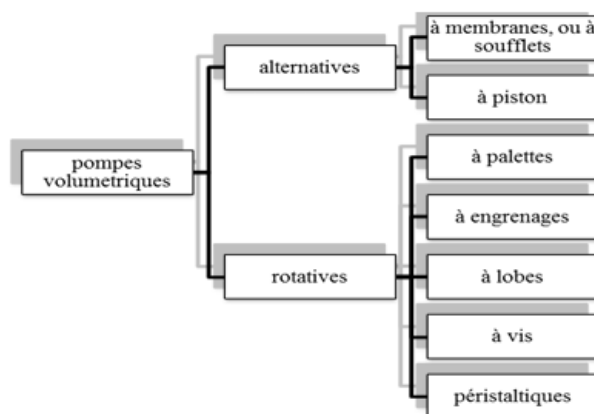 à membranes, ou à
soufflets
alternatives
à piston
pompes
volumetriques
à palettes
à engrenages
rotatives
à lobes
à vis
péristaltiques